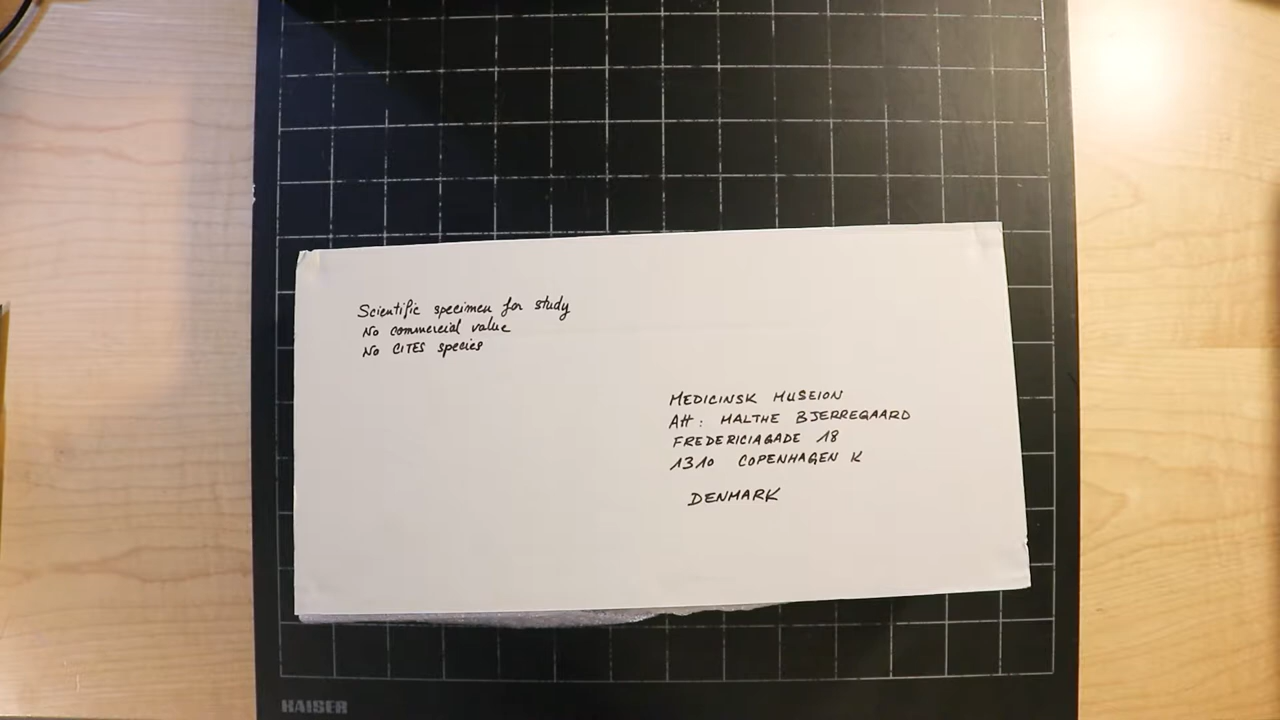 Scientific specimen for study
No commercial value
No CITES species
MEDICINSK MUSEION
Att: MALTHE BJERREGAARD
FREDERICIAGADE 18
1310 COPENHAGEN K
DENMARK
KAISER